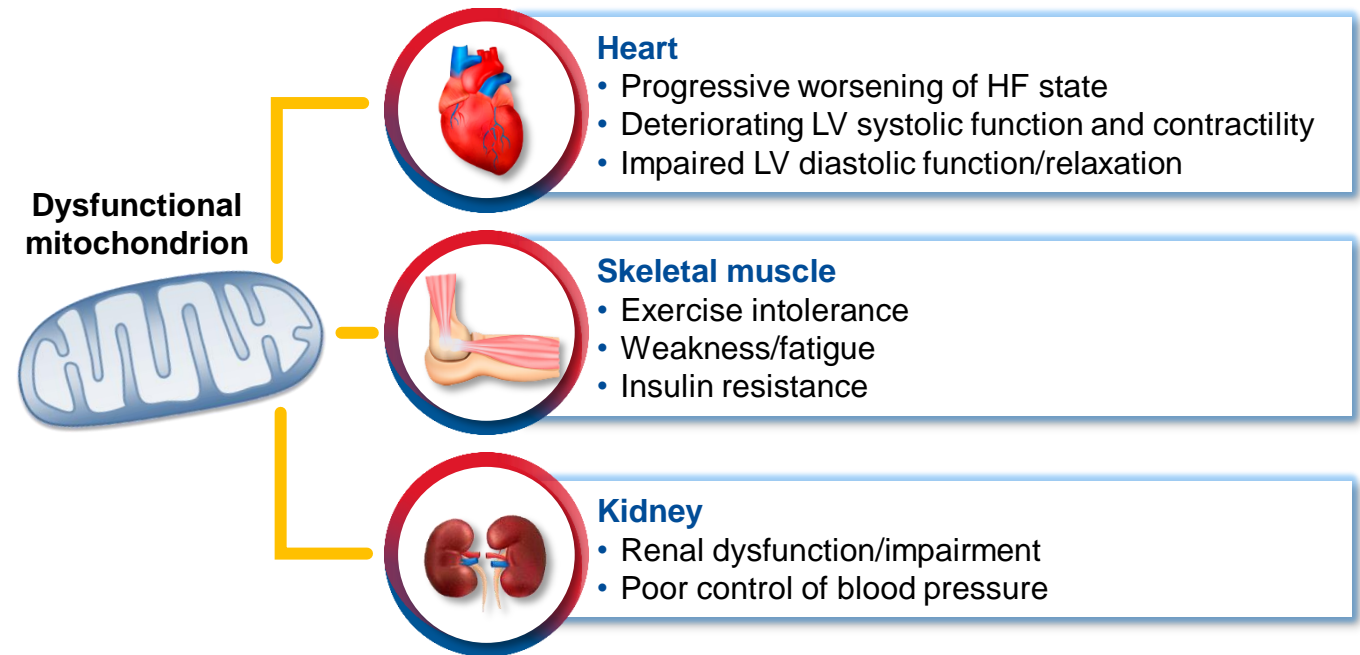 Dysfunctional
mitochondrion
Heart
• Progressive worsening of HF state
• Deteriorating LV systolic function and contractility
• Impaired LV diastolic function/relaxation
Skeletal muscle
• Exercise intolerance
• Weakness/fatigue
• Insulin resistance
Kidney
• Renal dysfunction/impairment
• Poor control of blood pressure